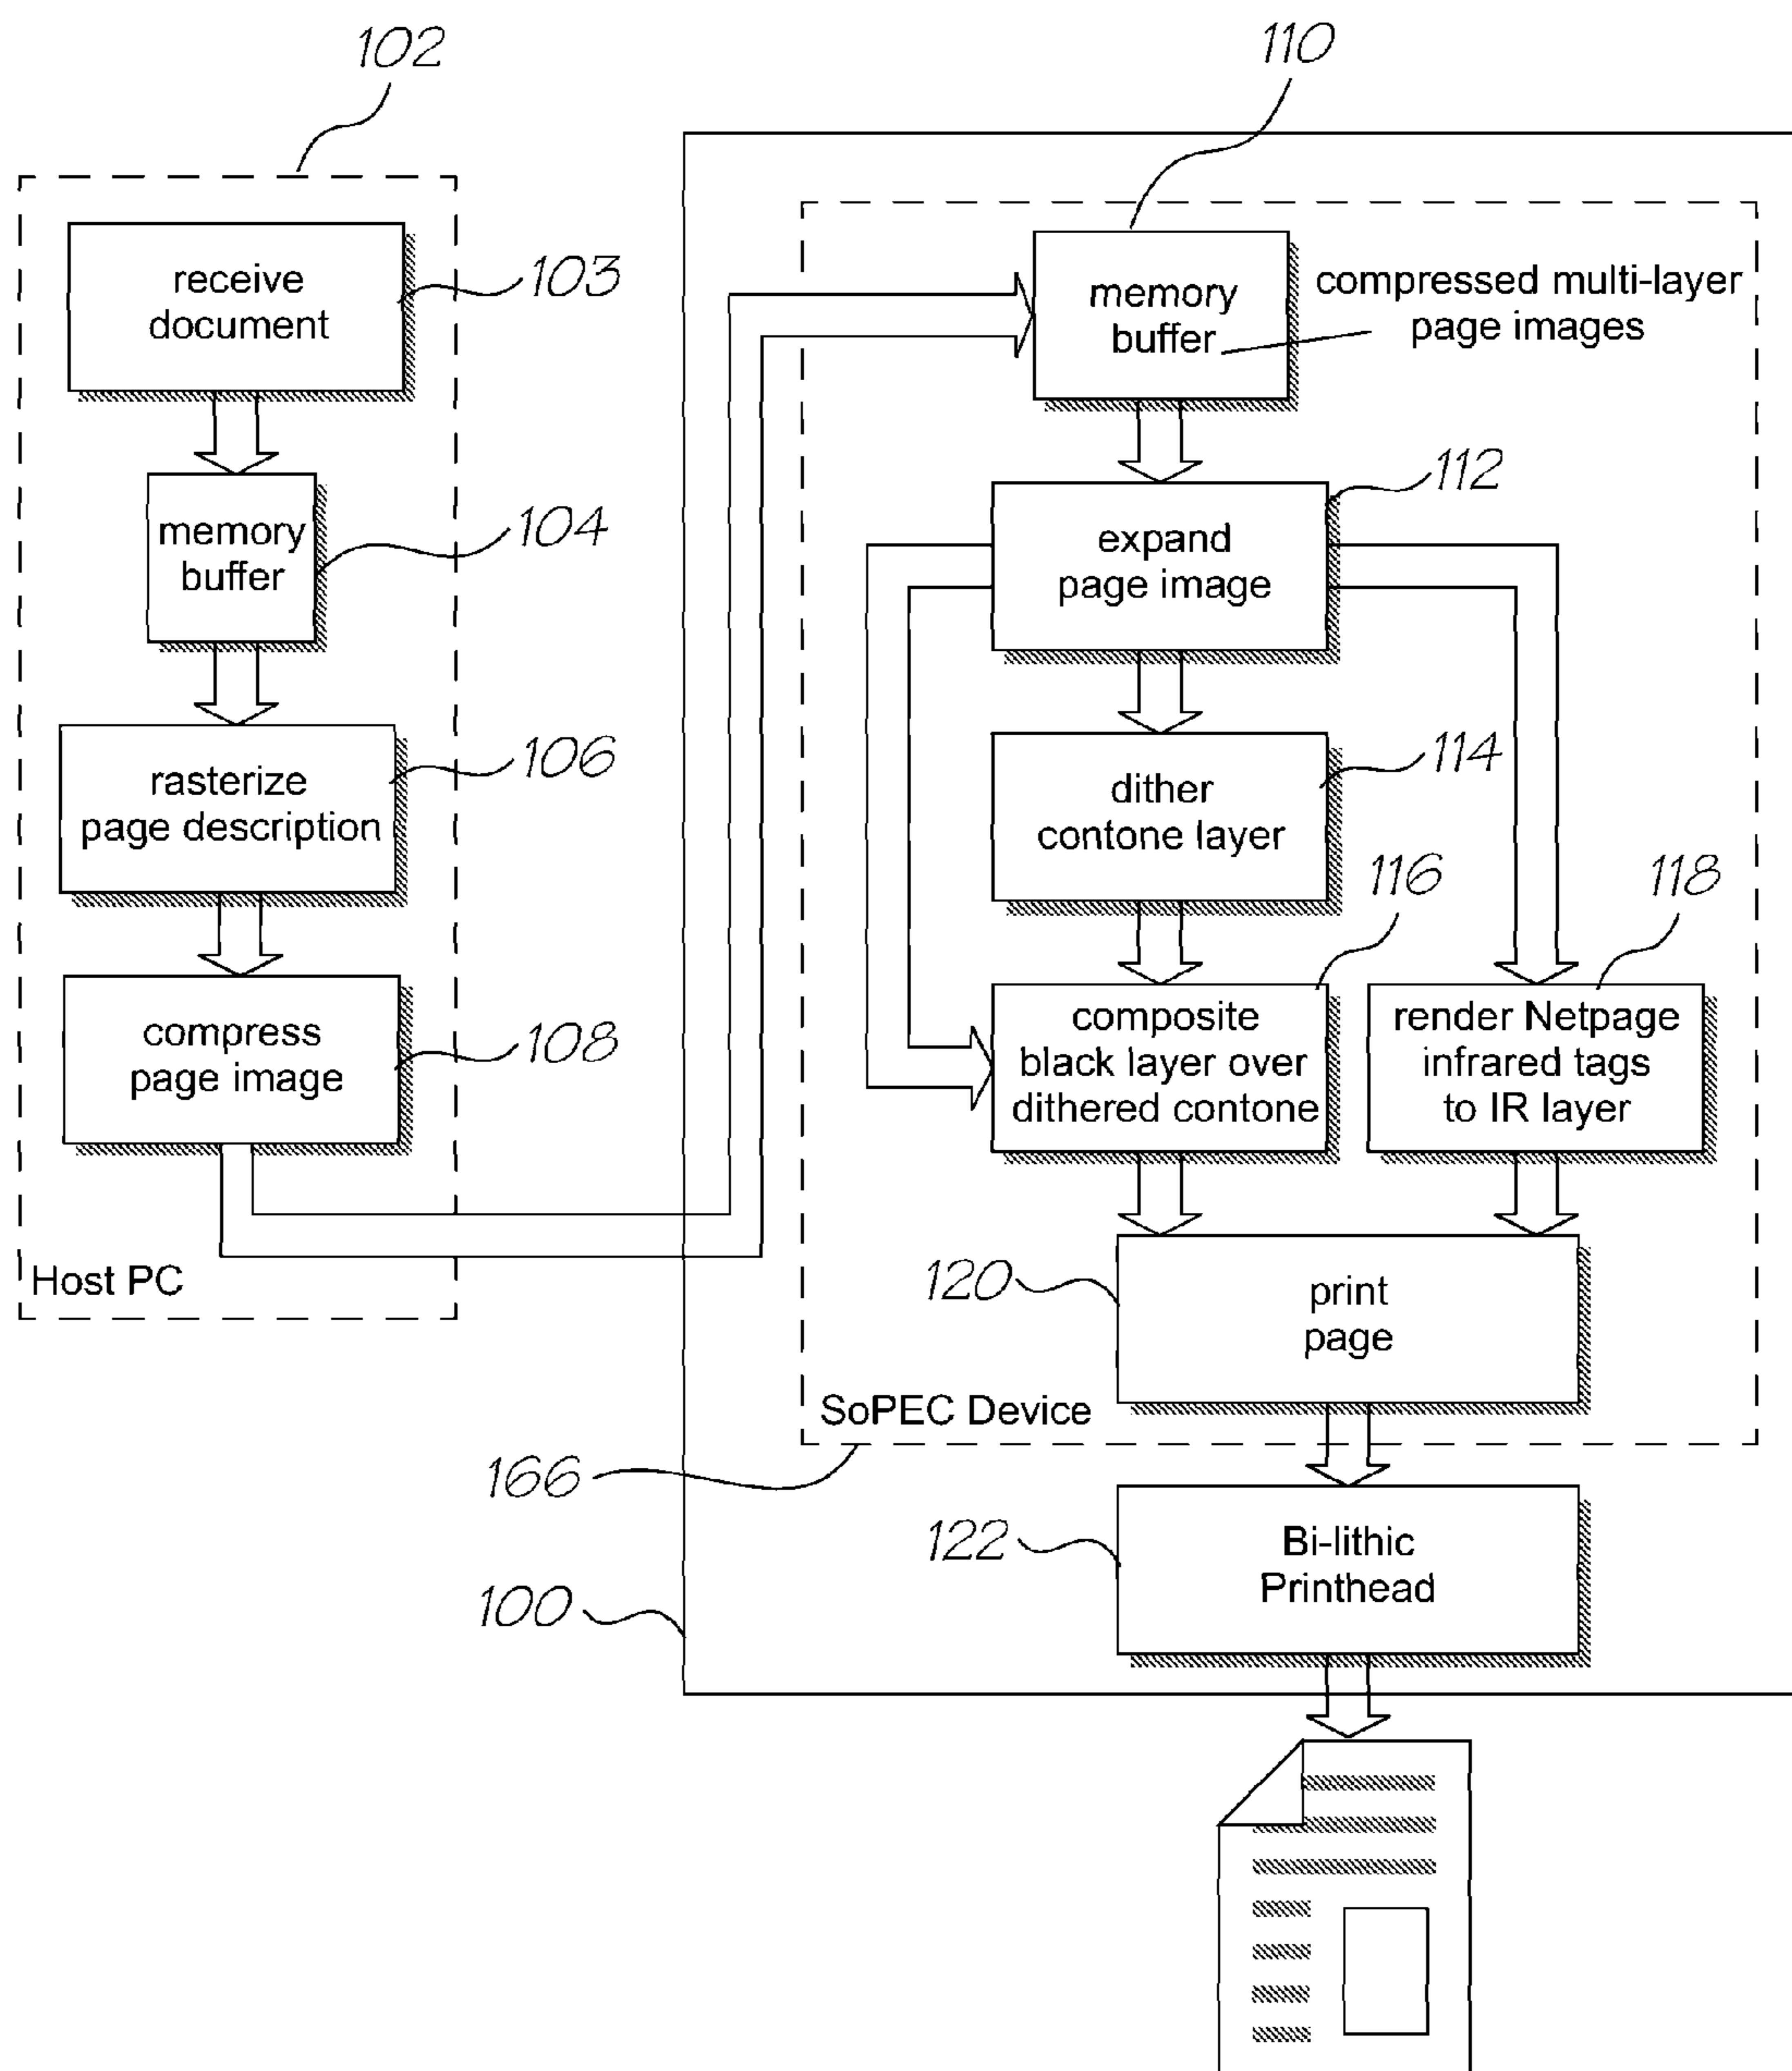 102
110
receive
document
103
memory
buffer
compressed multi-layer
page images
memory
buffer
104
expand
page image
112
rasterize
page description
106
dither
contone layer
114
116
118
compress
page image
108
composite
black layer over
dithered contone
render Netpage
infrared tags
to IR layer
Host PC
120
print
page
SoPEC Device
166
122
Bi-lithic
Printhead
100